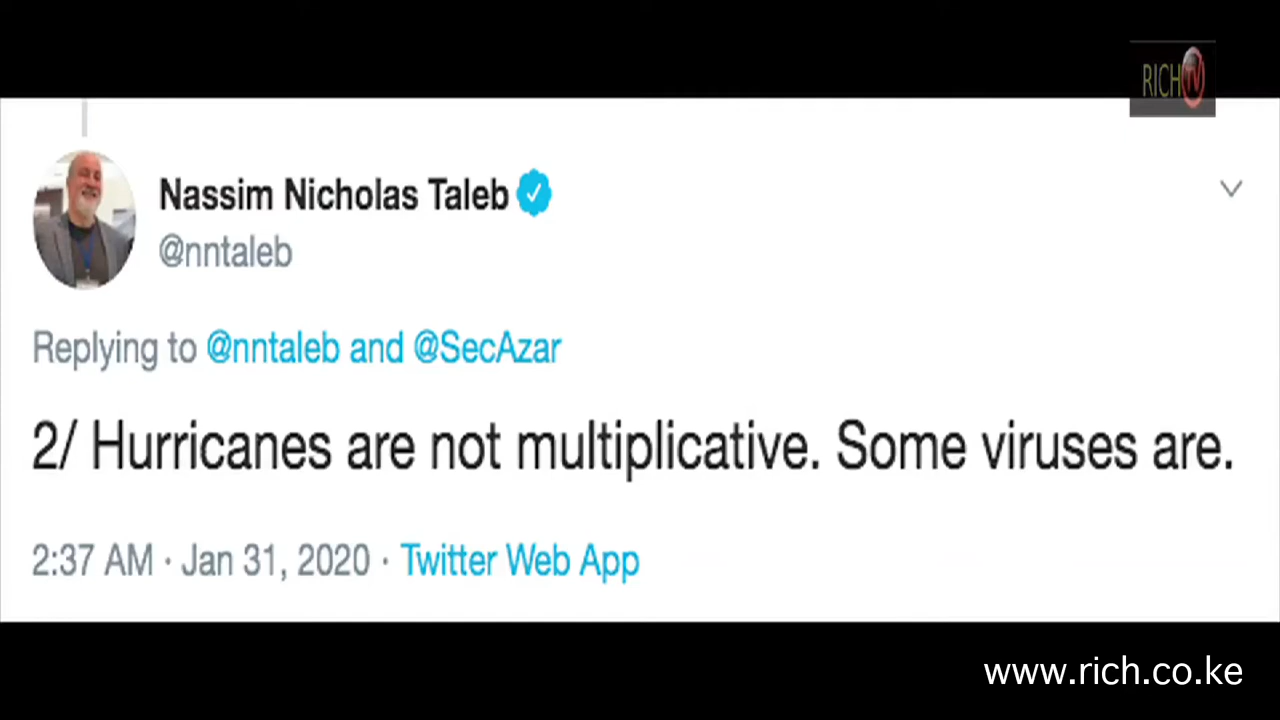 RICH TV
Nassim Nicholas Taleb
@nntaleb
Replying to @nntaleb and @SecAzar
2/ Hurricanes are not multiplicative. Some viruses are.
2:37 AM · Jan 31, 2020 · Twitter Web App
www.rich.co.ke